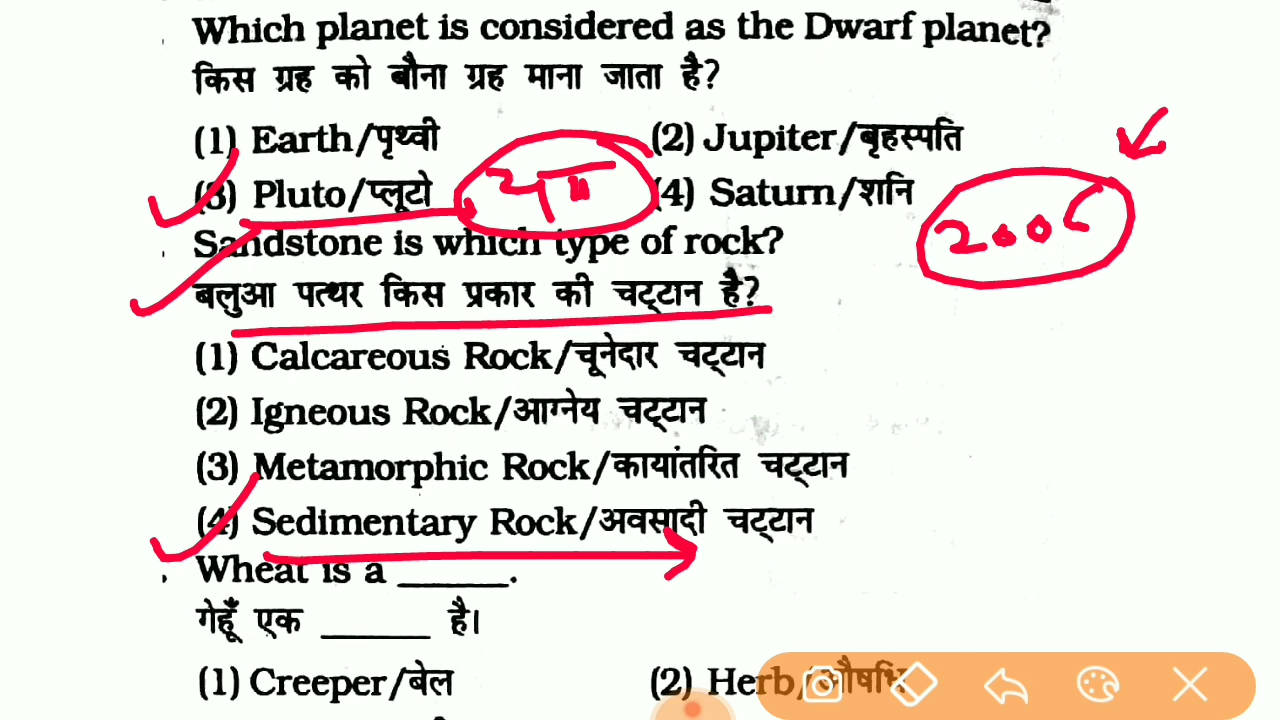 Which planet is considered as the Dwarf planet?
किस ग्रह को बौना ग्रह माना जाता है?
(1) Earth/पृथ्वी (2) Jupiter/बृहस्पति
(3) Pluto/प्लूटो (4) Saturn/शनि
2006
Sandstone is which type of rock?
बलुआ पत्थर किस प्रकार की चट्टान है?
(1) Calcareous Rock/चूनेदार चट्टान
(2) Igneous Rock/आग्नेय चट्टान
(3) Metamorphic Rock/कायांतरित चट्टान
(4) Sedimentary Rock/अवसादी चट्टान
Wheat is a ______.
गेहूँ एक ______ है।
(1) Creeper/बेल (2) Herb/औषधि